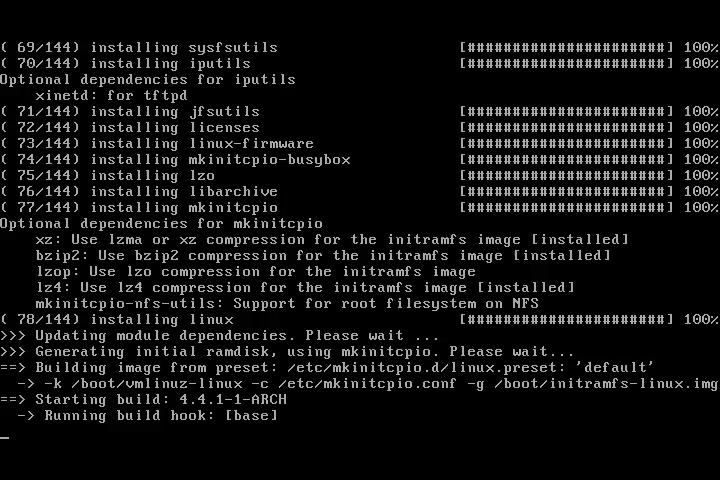 ( 69/144) installing sysfsutils                    [######################] 100%
( 70/144) installing iputils                       [######################] 100%
Optional dependencies for iputils
    xinetd: for tftpd
( 71/144) installing jfsutils                      [######################] 100%
( 72/144) installing licenses                      [######################] 100%
( 73/144) installing linux-firmware                [######################] 100%
( 74/144) installing mkinitcpio-busybox            [######################] 100%
( 75/144) installing lzo                           [######################] 100%
( 76/144) installing libarchive                    [######################] 100%
( 77/144) installing mkinitcpio                    [######################] 100%
Optional dependencies for mkinitcpio
    xz: Use lzma or xz compression for the initramfs image [installed]
    bzip2: Use bzip2 compression for the initramfs image [installed]
    lzop: Use lzo compression for the initramfs image
    lz4: Use lz4 compression for the initramfs image [installed]
    mkinitcpio-nfs-utils: Support for root filesystem on NFS
( 78/144) installing linux                         [######################] 100%
>>> Updating module dependencies. Please wait ...
>>> Generating initial ramdisk, using mkinitcpio. Please wait...
==> Building image from preset: /etc/mkinitcpio.d/linux.preset: 'default'
  -> -k /boot/vmlinuz-linux -c /etc/mkinitcpio.conf -g /boot/initramfs-linux.img
==> Starting build: 4.4.1-1-ARCH
  -> Running build hook: [base]